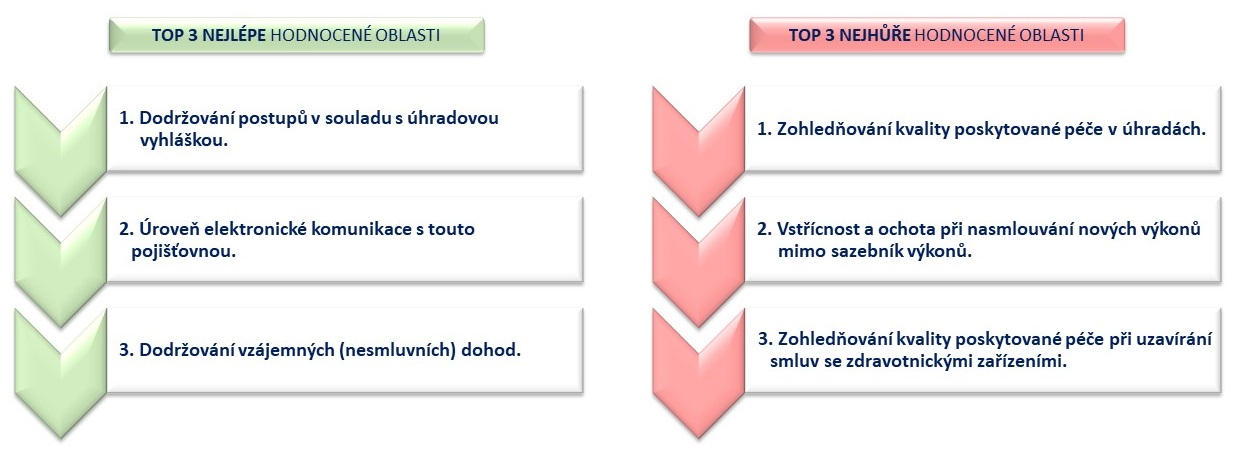 TOP 3 NEJLÉPE HODNOCENÉ OBLASTI
1. Dodržování postupů v souladu s úhradovou
vyhláškou.
2. Úroveň elektronické komunikace s touto
pojišťovnou.
3. Dodržování vzájemných (nesmluvních) dohod.
TOP 3 NEJHŮŘE HODNOCENÉ OBLASTI
1. Zohledňování kvality poskytované péče v úhradách.
2. Vstřícnost a ochota při nasmlouvání nových výkonů
mimo sazebník výkonů.
3. Zohledňování kvality poskytované péče při uzavírání
smluv se zdravotnickými zařízeními.